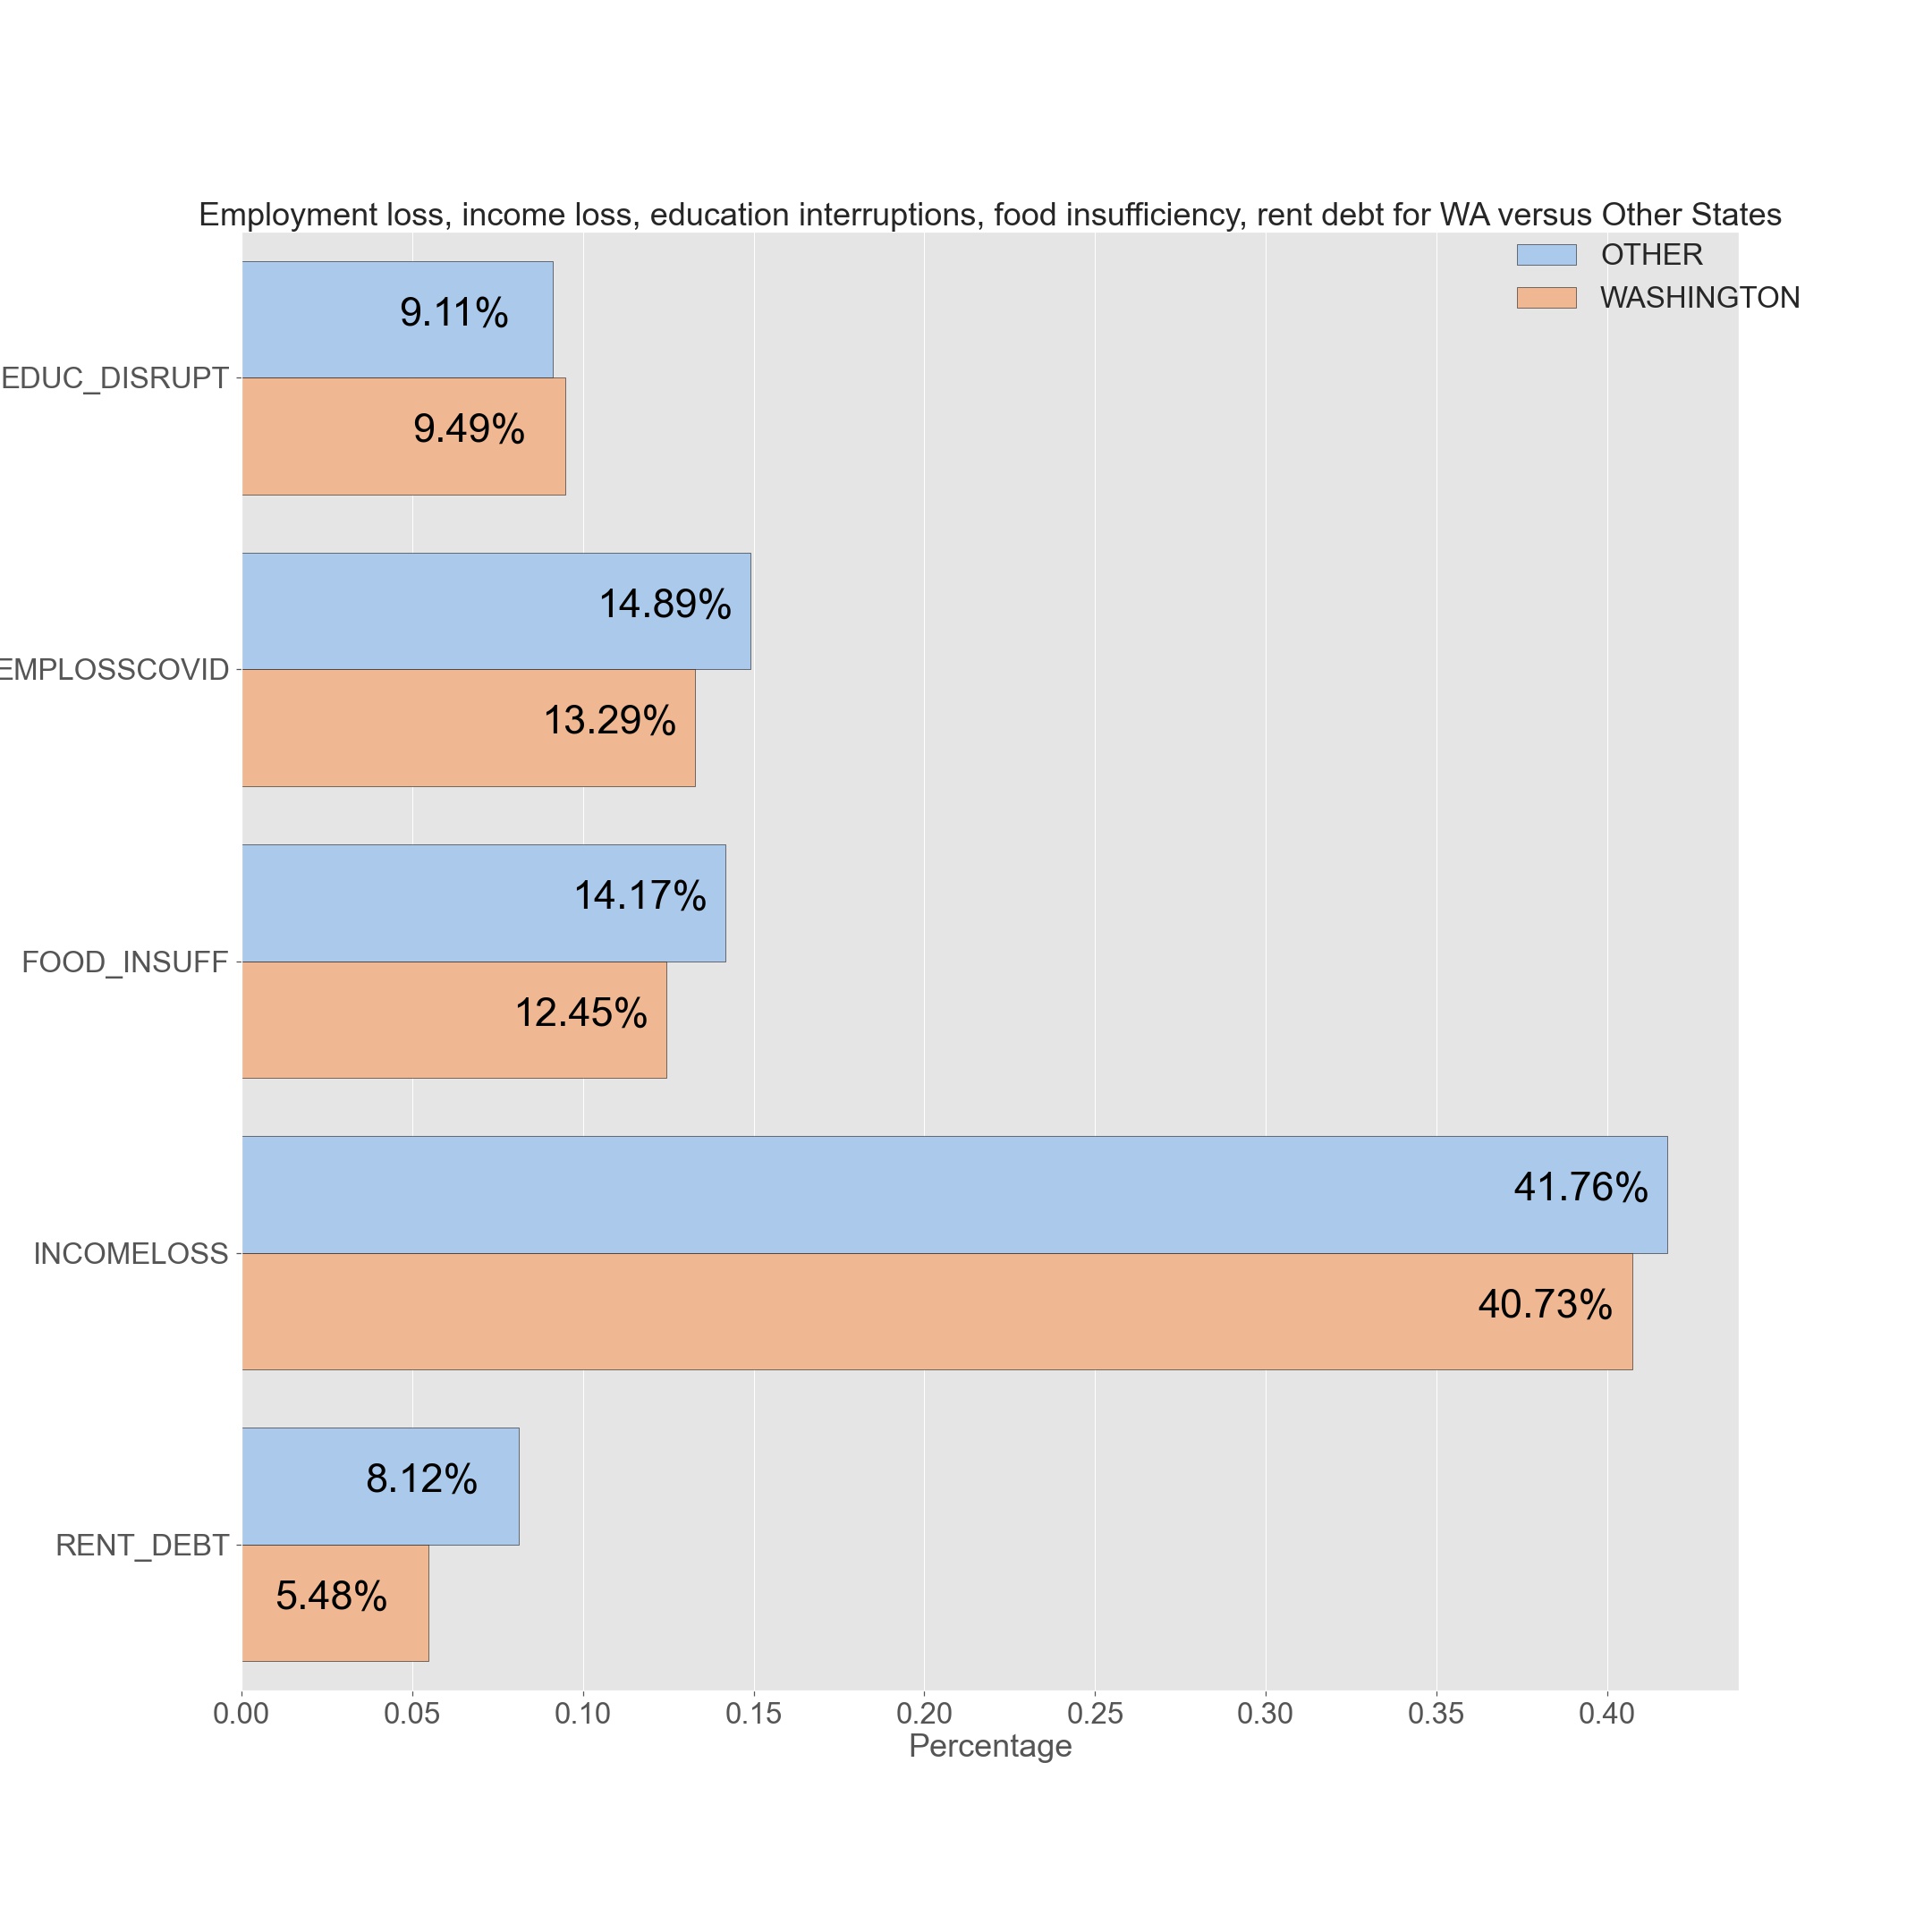 Employment loss, income loss, education interruptions, food insufficiency, rent debt for WA versus Other States
OTHER
WASHINGTON
9.11%
EDUC_DISRUPT
9.49%
14.89%
EMPLOSSCOVID
13.29%
14.17%
FOOD_INSUFF
12.45%
41.76%
INCOMELOSS
40.73%
8.12%
RENT_DEBT
5.48%
0.00 0.05 0.10 0.15 0.20 0.25 0.30 0.35 0.40
Percentage